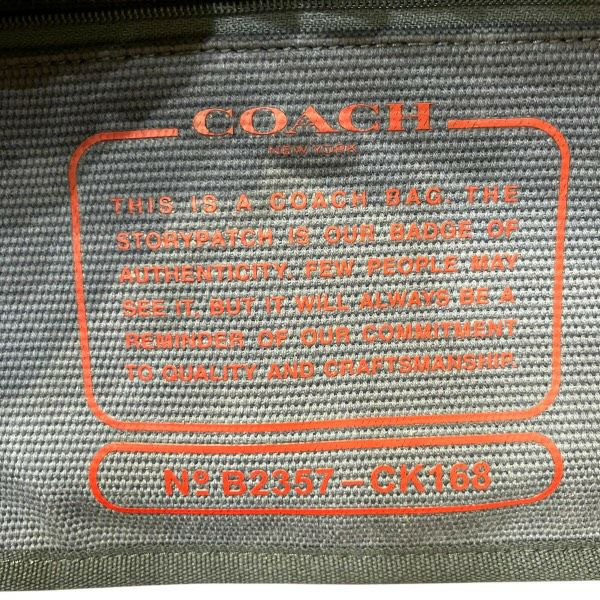 COACH
NEW YORK
THIS IS A COACH BAG. THE
STORYPATCH IS OUR BADGE OF
AUTHENTICITY. FEW PEOPLE MAY
SEE IT, BUT IT WILL ALWAYS BE A
REMINDER OF OUR COMMITMENT
TO QUALITY AND CRAFTSMANSHIP.
Nº B2357-CK168